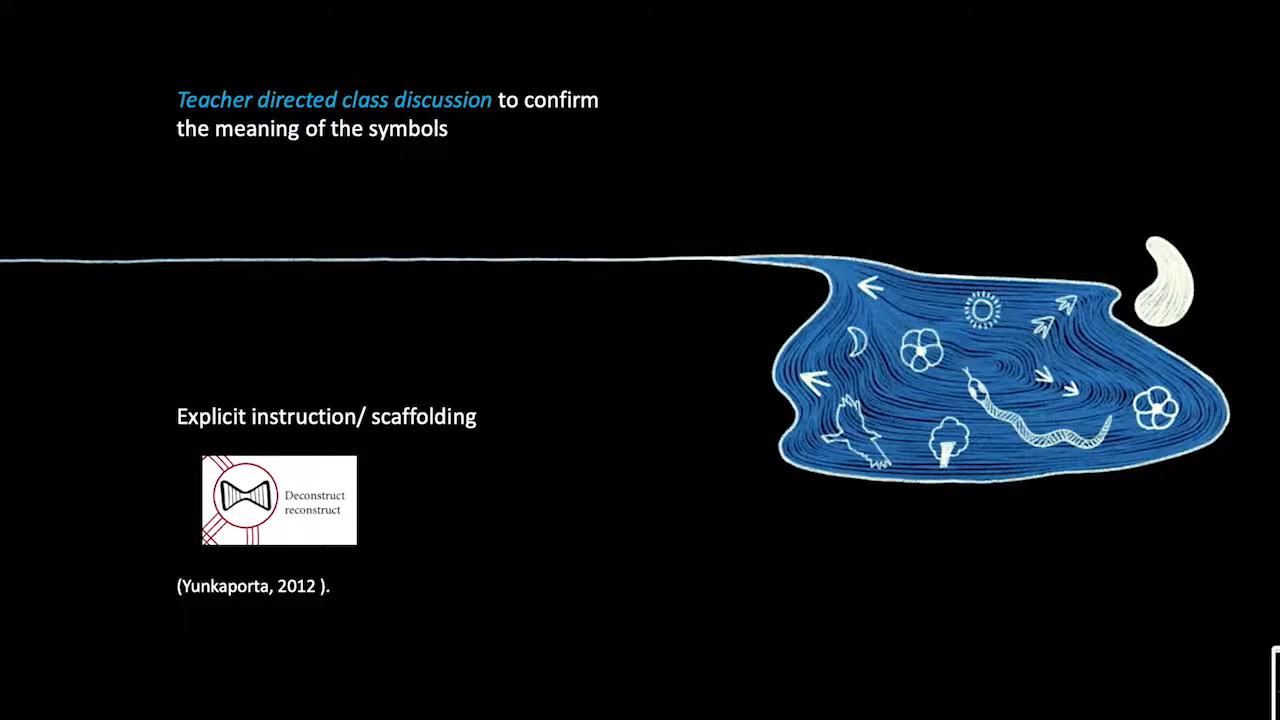 Teacher directed class discussion to confirm
the meaning of the symbols
Explicit instruction/ scaffolding
Deconstruct
reconstruct
(Yunkaporta, 2012 ).